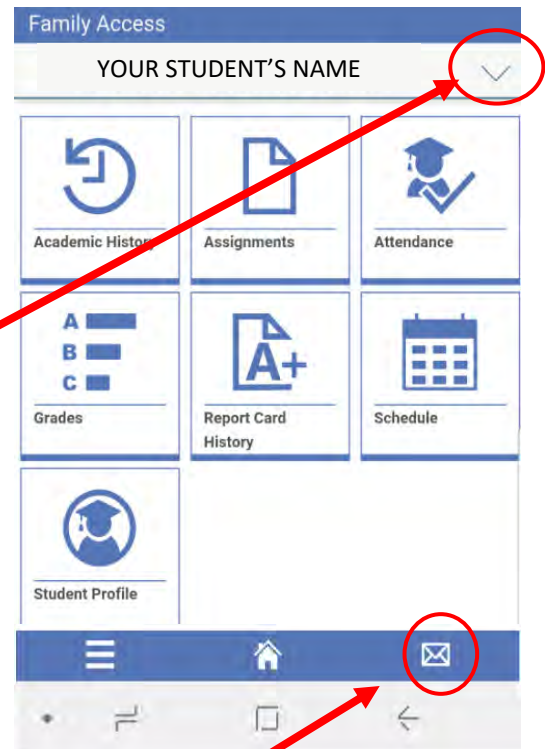 Family Access
YOUR STUDENT'S NAME
Academic History
Assignments
Attendance
A
B
C
A+
Grades
Report Card
History
Schedule
Student Profile